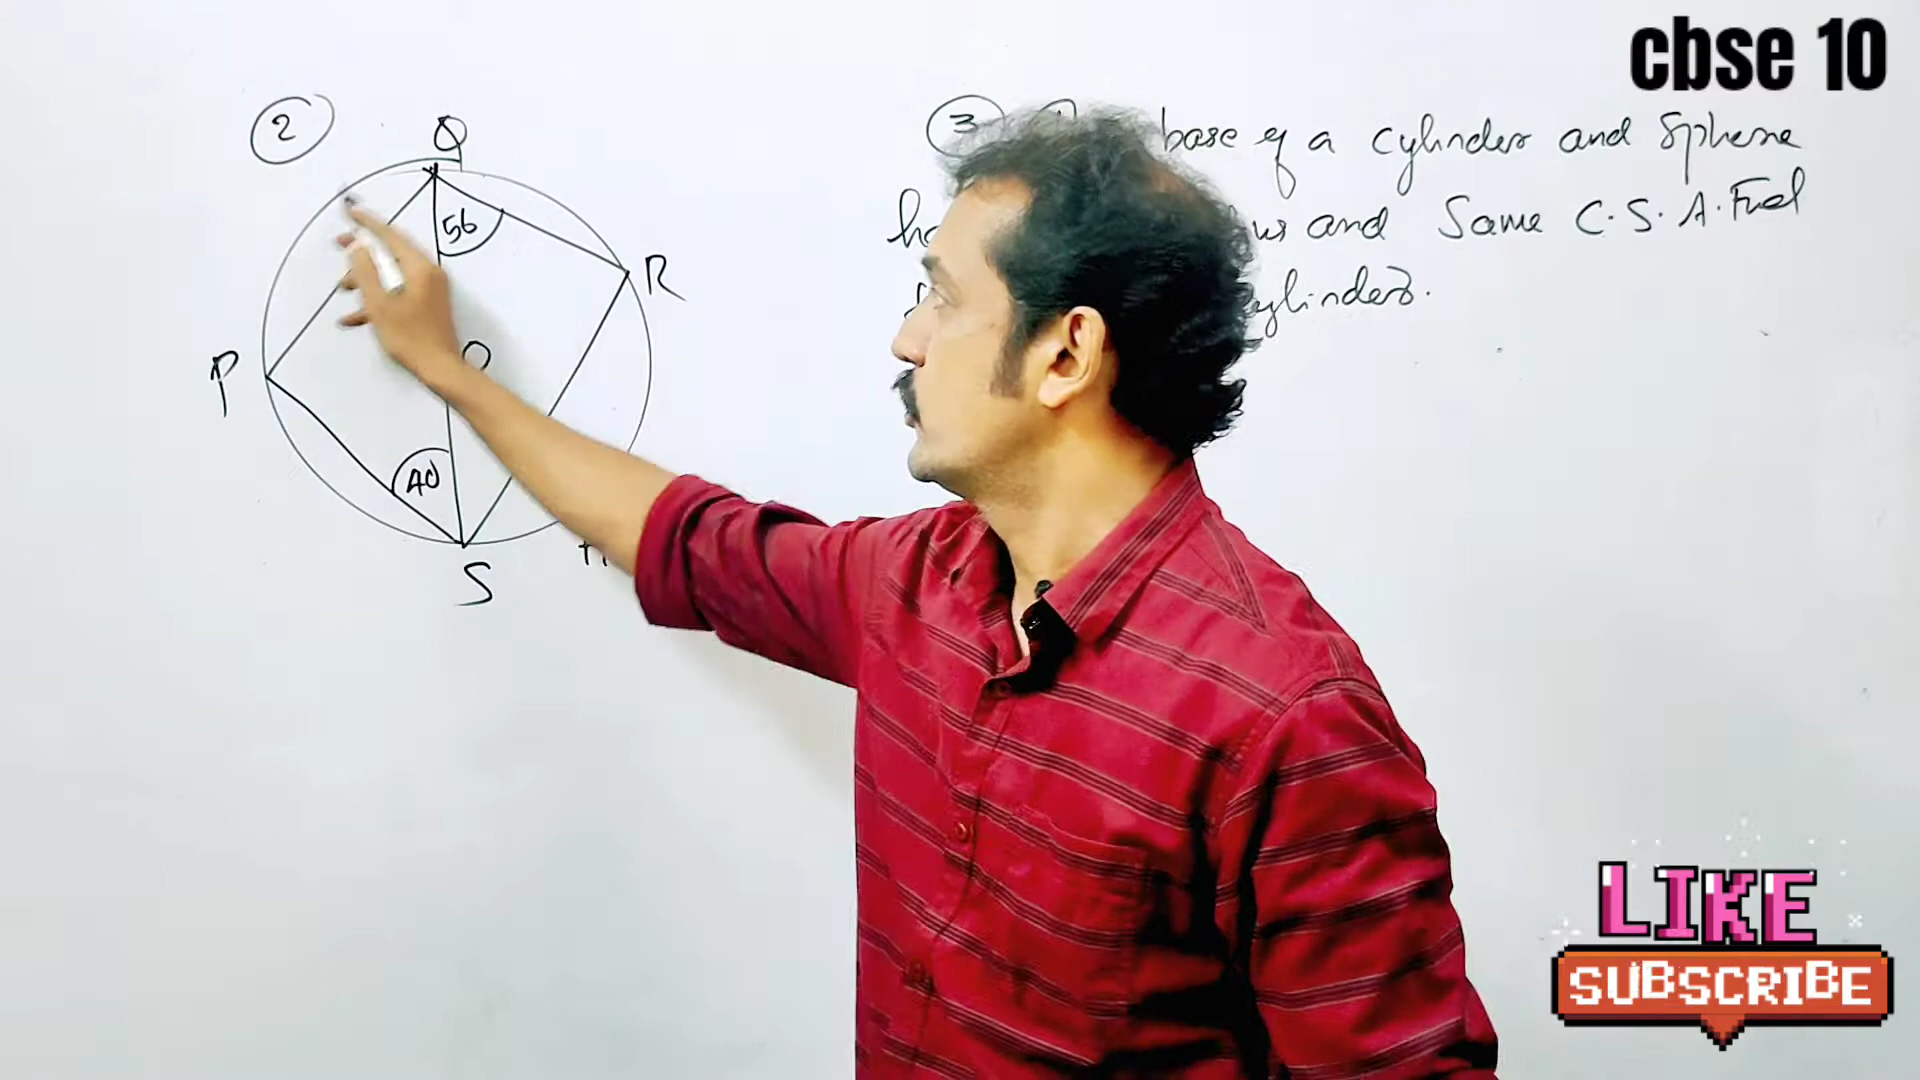 cbse 10
2
Q
56
R
O
P
40
S
3
base of a cylinder and Sphere
and Same C.S.A. Find
cylinder.
LIKE
SUBSCRIBE